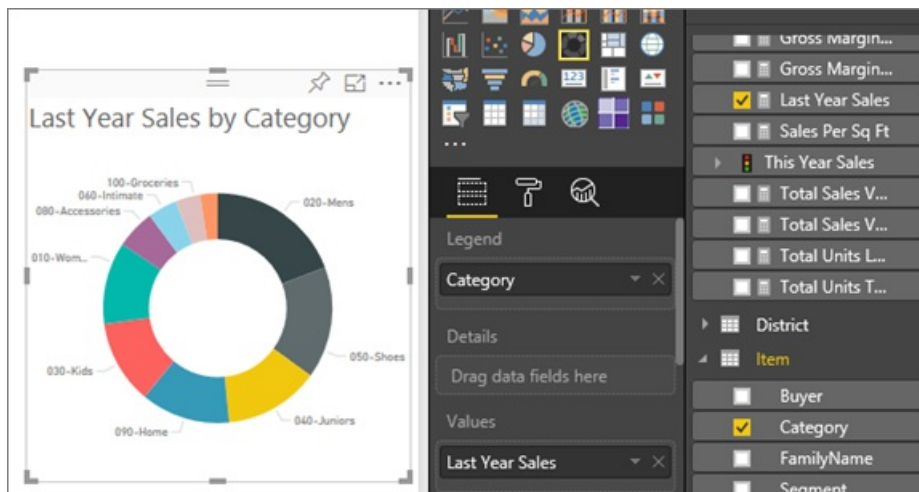 Last Year Sales by Category
100-Groceries
060-Intimate
080-Accessories
010-Wom...
030-Kids
090-Home
040-Juniors
050-Shoes
020-Mens
123
...
Legend
Category
Details
Drag data fields here
Values
Last Year Sales
Gross Margin...
Gross Margin...
Last Year Sales
Sales Per Sq Ft
This Year Sales
Total Sales V...
Total Sales V...
Total Units L...
Total Units T...
District
Item
Buyer
Category
FamilyName
Segment